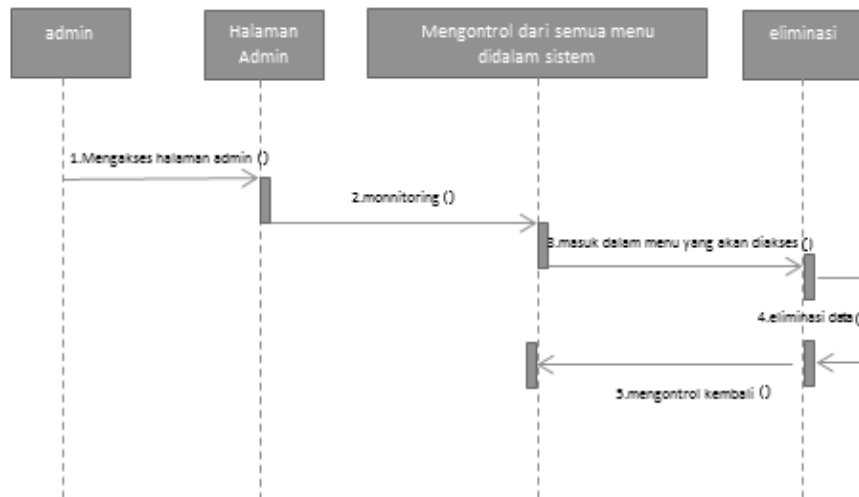 admin
Halaman
Admin
Mengontrol dari semua menu
didalam sistem
eliminasi
1.Mengakses halaman admin ()
2.monnitoring ()
3.masuk dalam menu yang akan diakses ()
4.eliminasi data(
5.mengontrol kembali ()